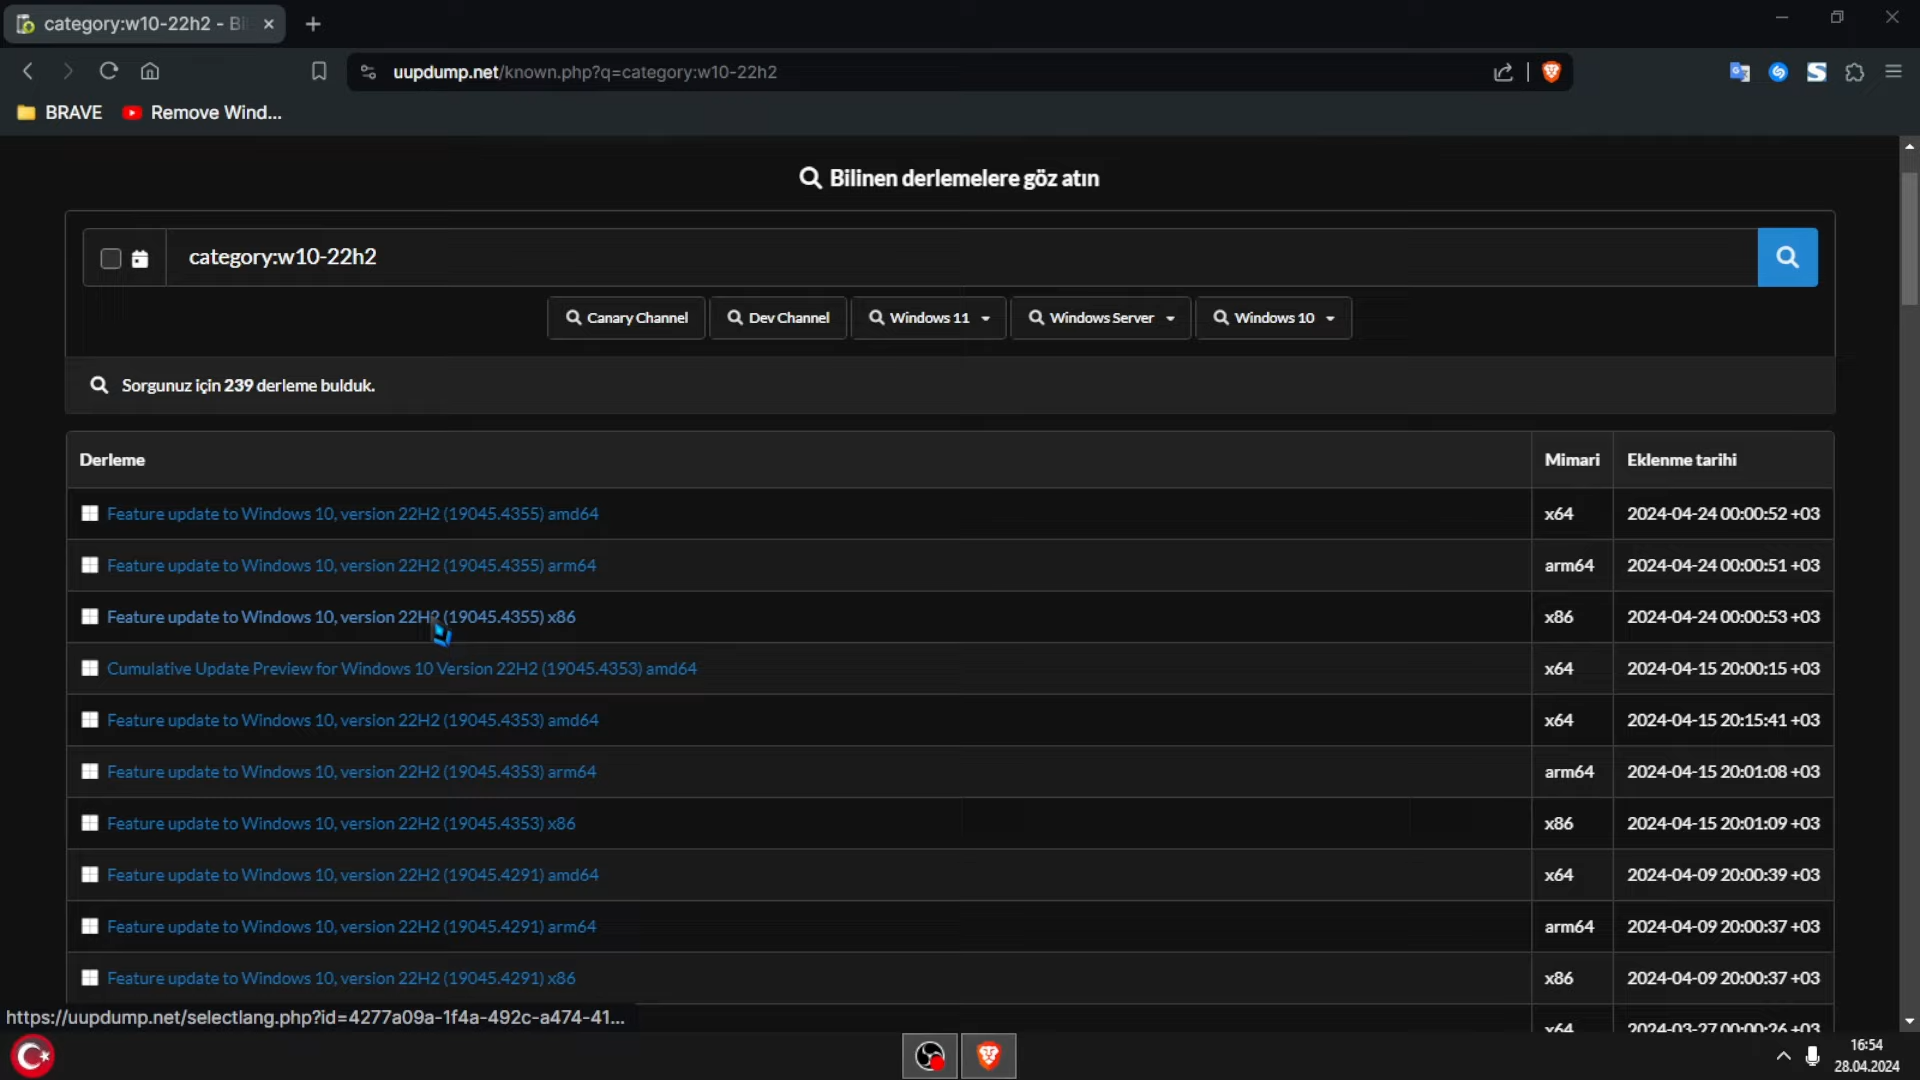 category:w10-22h2 - Bi
uupdump.net/known.php?q=category:w10-22h2
BRAVE
Remove Wind...
Bilinen derlemelere göz atın
category:w10-22h2
Canary Channel
Dev Channel
Windows 11
Windows Server
Windows 10
Sorgunuz için 239 derleme bulduk.
Derleme Mimari Eklenme tarihi
Feature update to Windows 10, version 22H2 (19045.4355) amd64 x64 2024-04-24 00:00:52 +03
Feature update to Windows 10, version 22H2 (19045.4355) arm64 arm64 2024-04-24 00:00:51 +03
Feature update to Windows 10, version 22H2 (19045.4355) x86 x86 2024-04-24 00:00:53 +03
Cumulative Update Preview for Windows 10 Version 22H2 (19045.4353) amd64 x64 2024-04-15 20:00:15 +03
Feature update to Windows 10, version 22H2 (19045.4353) amd64 x64 2024-04-15 20:15:41 +03
Feature update to Windows 10, version 22H2 (19045.4353) arm64 arm64 2024-04-15 20:01:08 +03
Feature update to Windows 10, version 22H2 (19045.4353) x86 x86 2024-04-15 20:01:09 +03
Feature update to Windows 10, version 22H2 (19045.4291) amd64 x64 2024-04-09 20:00:39 +03
Feature update to Windows 10, version 22H2 (19045.4291) arm64 arm64 2024-04-09 20:00:37 +03
Feature update to Windows 10, version 22H2 (19045.4291) x86 x86 2024-04-09 20:00:37 +03
x64 2024-03-27 00:00:26 +03
https://uupdump.net/selectlang.php?id=4277a09a-1f4a-492c-a474-41...
16:54
28.04.2024